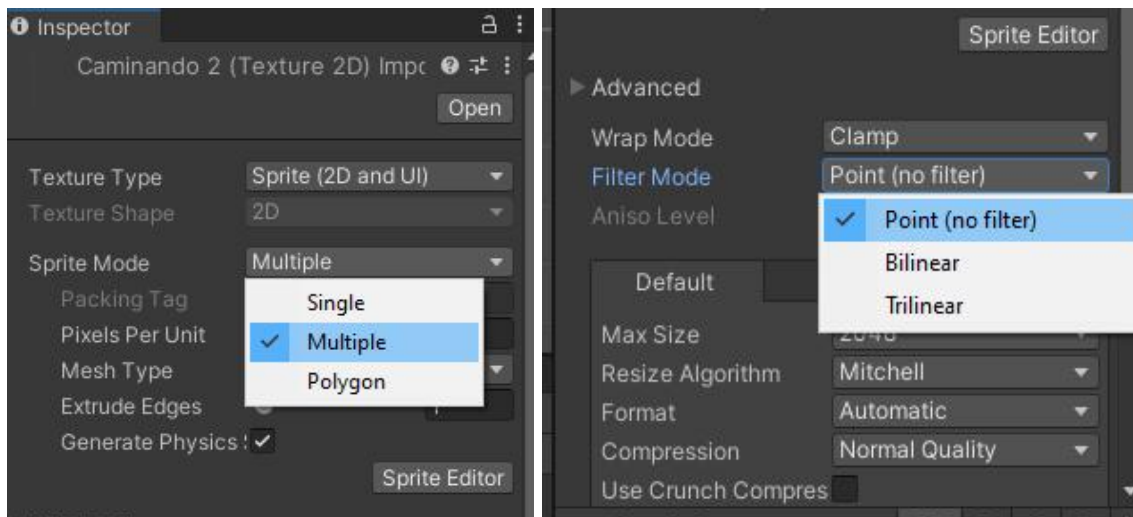 Inspector
Caminando 2 (Texture 2D) Impc
Open
Texture Type Sprite (2D and UI)
Texture Shape 2D
Sprite Mode Multiple
Single
Packing Tag
Pixels Per Unit Multiple
Mesh Type
Polygon
Extrude Edges
Generate Physics
Sprite Editor
Sprite Editor
Advanced
Wrap Mode Clamp
Filter Mode Point (no filter)
Aniso Level Point (no filter)
Bilinear
Default
Trilinear
Max Size 2048
Resize Algorithm Mitchell
Format Automatic
Compression Normal Quality
Use Crunch Compres